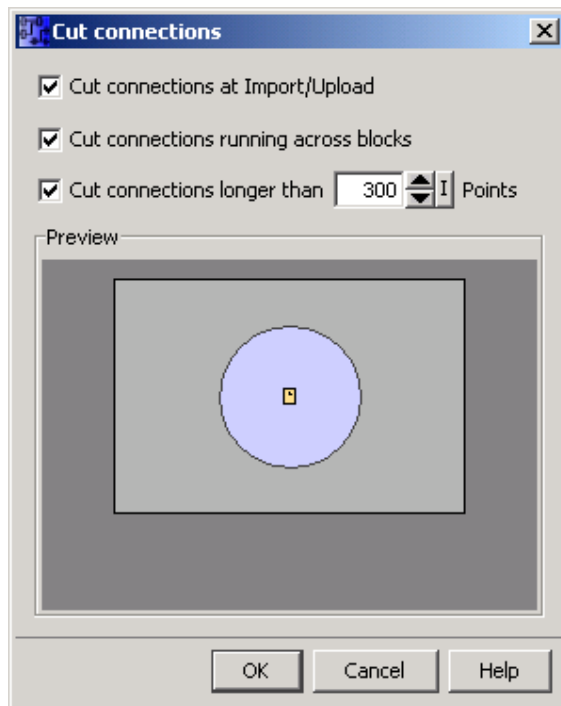 Cut connections
Cut connections at Import/Upload
Cut connections running across blocks
Cut connections longer than 300 I Points
Preview
OK Cancel Help